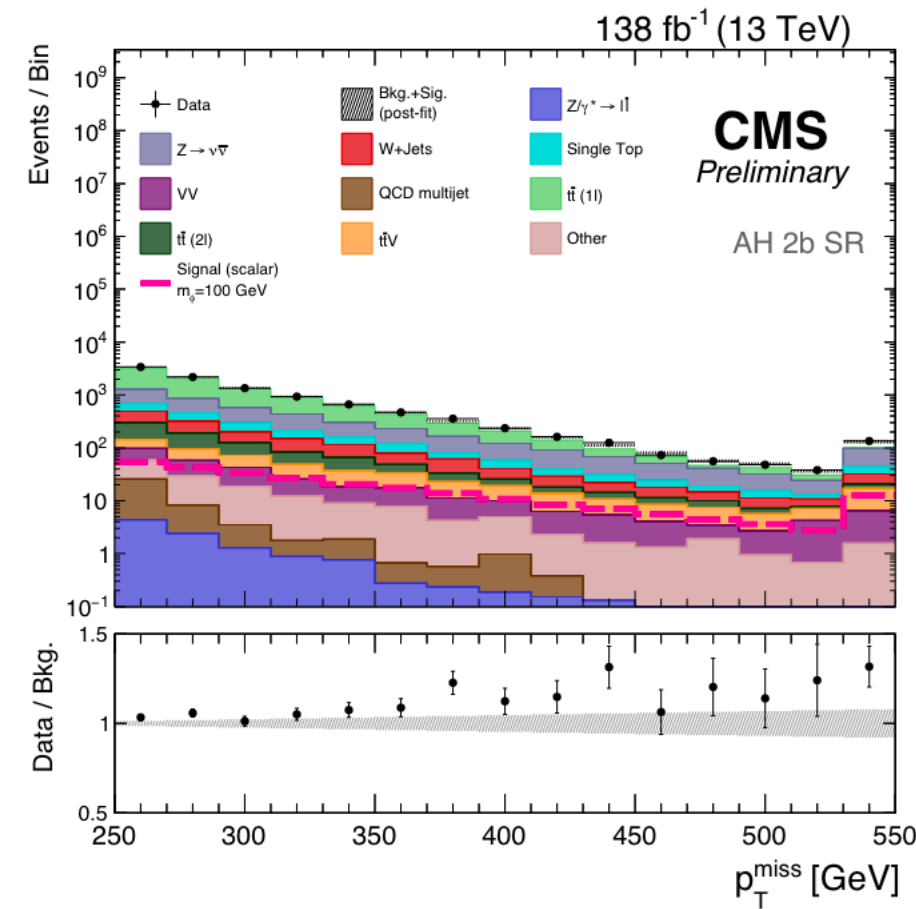 138 fb⁻¹ (13 TeV)
Events / Bin
10⁹
10⁸
10⁷
10⁶
10⁵
10⁴
10³
10²
10
1
10⁻¹
Data
Bkg.+Sig.
(post-fit)
Z/γ* → l l̄
Z → ν ν̄
W+Jets
Single Top
VV
QCD multijet
tt̄ (1l)
tt̄ (2l)
tt̄V
Other
Signal (scalar)
m_φ=100 GeV
CMS
Preliminary
AH 2b SR
Data / Bkg.
1.5
1
0.5
250 300 350 400 450 500 550
p_T^miss [GeV]